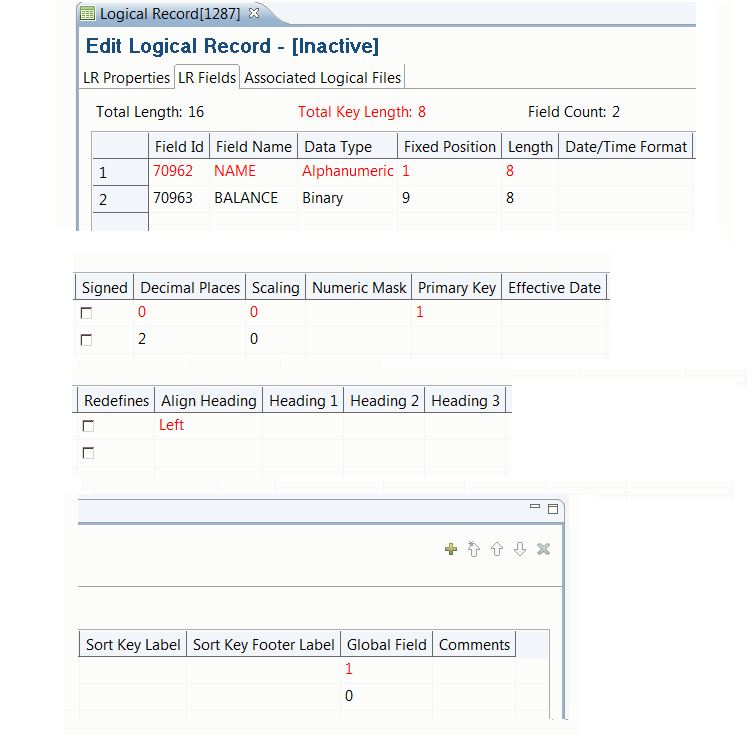 Logical Record[1287]
Edit Logical Record - [Inactive]
LR Properties LR Fields Associated Logical Files
Total Length: 16 Total Key Length: 8 Field Count: 2
Field Id Field Name Data Type Fixed Position Length Date/Time Format
1 70962 NAME Alphanumeric 1 8
2 70963 BALANCE Binary 9 8
Signed Decimal Places Scaling Numeric Mask Primary Key Effective Date
0 0 1
2 0
Redefines Align Heading Heading 1 Heading 2 Heading 3
Left
Sort Key Label Sort Key Footer Label Global Field Comments
1
0